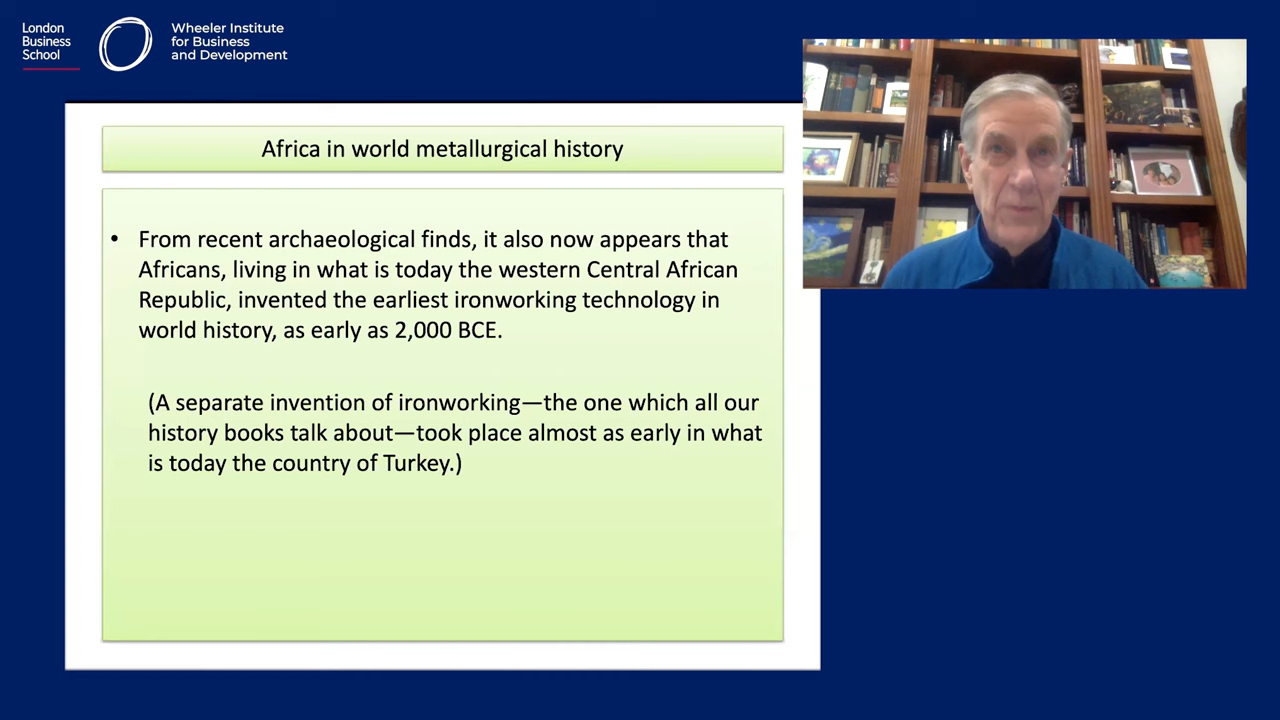 London
Business
School
Wheeler Institute
for Business
and Development
Africa in world metallurgical history
• From recent archaeological finds, it also now appears that
Africans, living in what is today the western Central African
Republic, invented the earliest ironworking technology in
world history, as early as 2,000 BCE.
(A separate invention of ironworking—the one which all our
history books talk about—took place almost as early in what
is today the country of Turkey.)